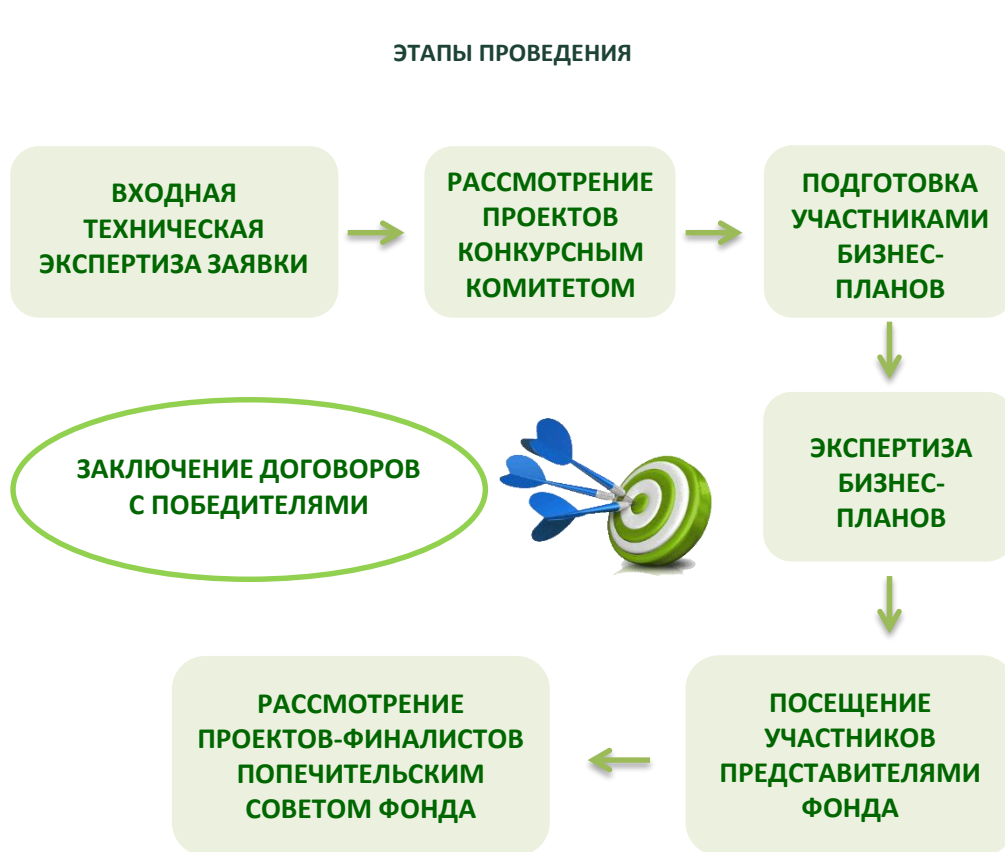 ЭТАПЫ ПРОВЕДЕНИЯ
ВХОДНАЯ
ТЕХНИЧЕСКАЯ
ЭКСПЕРТИЗА ЗАЯВКИ
РАССМОТРЕНИЕ
ПРОЕКТОВ
КОНКУРСНЫМ
КОМИТЕТОМ
ПОДГОТОВКА
УЧАСТНИКАМИ
БИЗНЕС-
ПЛАНОВ
ЭКСПЕРТИЗА
БИЗНЕС-
ПЛАНОВ
ПОСЕЩЕНИЕ
УЧАСТНИКОВ
ПРЕДСТАВИТЕЛЯМИ
ФОНДА
РАССМОТРЕНИЕ
ПРОЕКТОВ-ФИНАЛИСТОВ
ПОПЕЧИТЕЛЬСКИМ
СОВЕТОМ ФОНДА
ЗАКЛЮЧЕНИЕ ДОГОВОРОВ
С ПОБЕДИТЕЛЯМИ